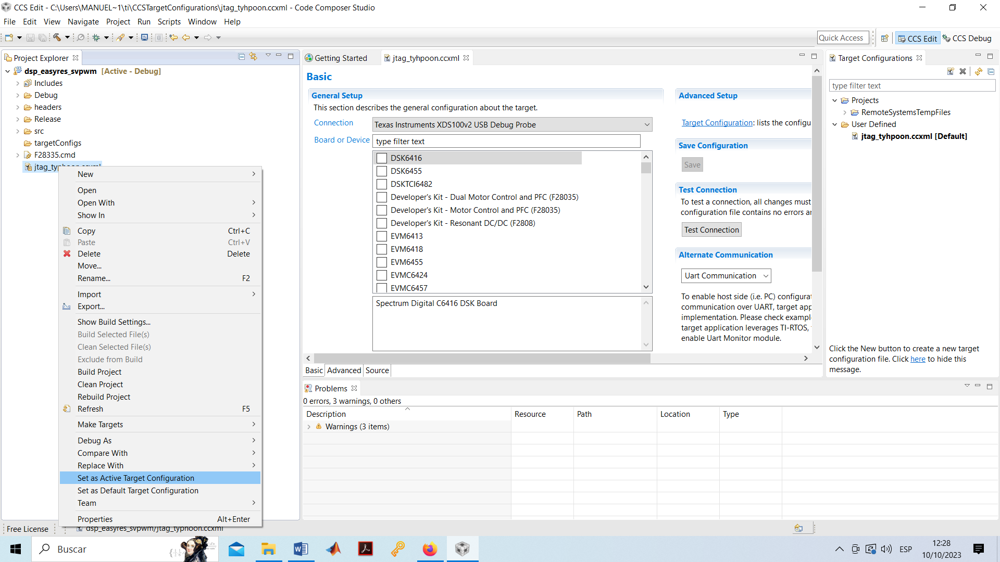 CCS Edit - C:\Users\MANUEL~1\ti\CCSTargetConfigurations\jtag_tyhpoon.ccxml - Code Composer Studio
File Edit View Navigate Project Run Scripts Window Help
Quick Access CCS Edit CCS Debug
Project Explorer
dsp_easyres_svpwm [Active - Debug]
Includes
Debug
headers
Release
src
targetConfigs
F28335.cmd
New
Open
Open With
Show In
Copy Ctrl+C
Paste Ctrl+V
Delete Delete
Move...
Rename... F2
Import
Export...
Show Build Settings...
Build Selected File(s)
Clean Selected File(s)
Exclude from Build
Build Project
Clean Project
Rebuild Project
Refresh F5
Make Targets
Debug As
Compare With
Replace With
Set as Active Target Configuration
Set as Default Target Configuration
Team
Properties Alt+Enter
Getting Started jtag_tyhpoon.ccxml
Basic
General Setup
This section describes the general configuration about the target.
Connection Texas Instruments XDS100v2 USB Debug Probe
Board or Device type filter text
DSK6416
DSK6455
DSKTCI6482
Developer's Kit - Dual Motor Control and PFC (F28035)
Developer's Kit - Motor Control and PFC (F28035)
Developer's Kit - Resonant DC/DC (F2808)
EVM6413
EVM6418
EVM6455
EVMC6424
EVMC6457
Spectrum Digital C6416 DSK Board
Advanced Setup
Target Configuration: lists the configu
Save Configuration
Save
Test Connection
To test a connection, all changes must
configuration file contains no errors a
Test Connection
Alternate Communication
Uart Communication
To enable host side (i.e. PC) configura
communication over UART, target app
implementation. Please check exampl
target application leverages TI-RTOS,
enable Uart Monitor module.
Basic Advanced Source
Target Configurations
type filter text
Projects
RemoteSystemsTempFiles
User Defined
jtag_tyhpoon.ccxml [Default]
Click the New button to create a new target
configuration file. Click here to hide this
message.
Problems
0 errors, 3 warnings, 0 others
Description Resource Path Location Type
Warnings (3 items)
Free License dsp_easyres_svpwm/jtag_typhoon.ccxml
Buscar
ESP
12:28
10/10/2023